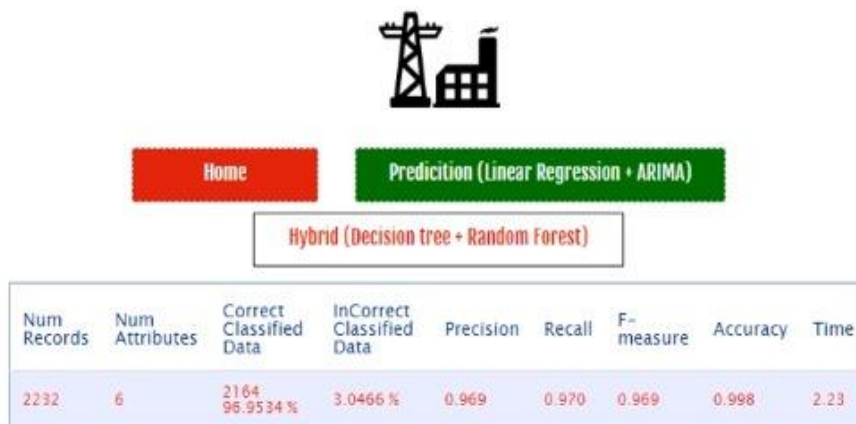 Home
Predicition (Linear Regression + ARIMA)
Hybrid (Decision tree + Random Forest)
Num Records Num Attributes Correct Classified Data InCorrect Classified Data Precision Recall F-measure Accuracy Time
2232 6 2164 96.9534 % 3.0466 % 0.969 0.970 0.969 0.998 2.23